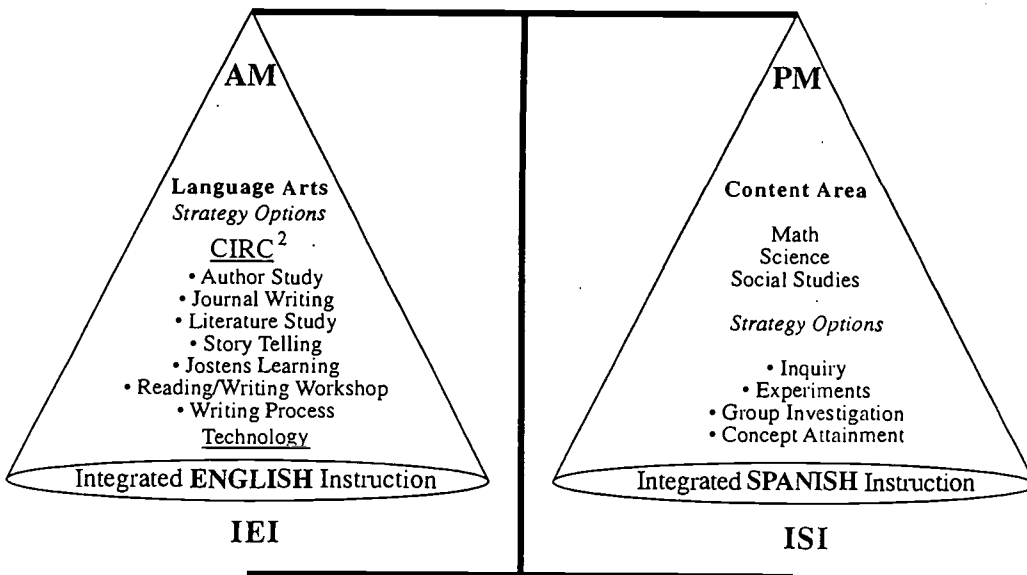 AM
Language Arts
Strategy Options
CIRC²
• Author Study
• Journal Writing
• Literature Study
• Story Telling
• Jostens Learning
• Reading/Writing Workshop
• Writing Process
Technology
Integrated ENGLISH Instruction
IEI
PM
Content Area
Math
Science
Social Studies
Strategy Options
• Inquiry
• Experiments
• Group Investigation
• Concept Attainment
Integrated SPANISH Instruction
ISI